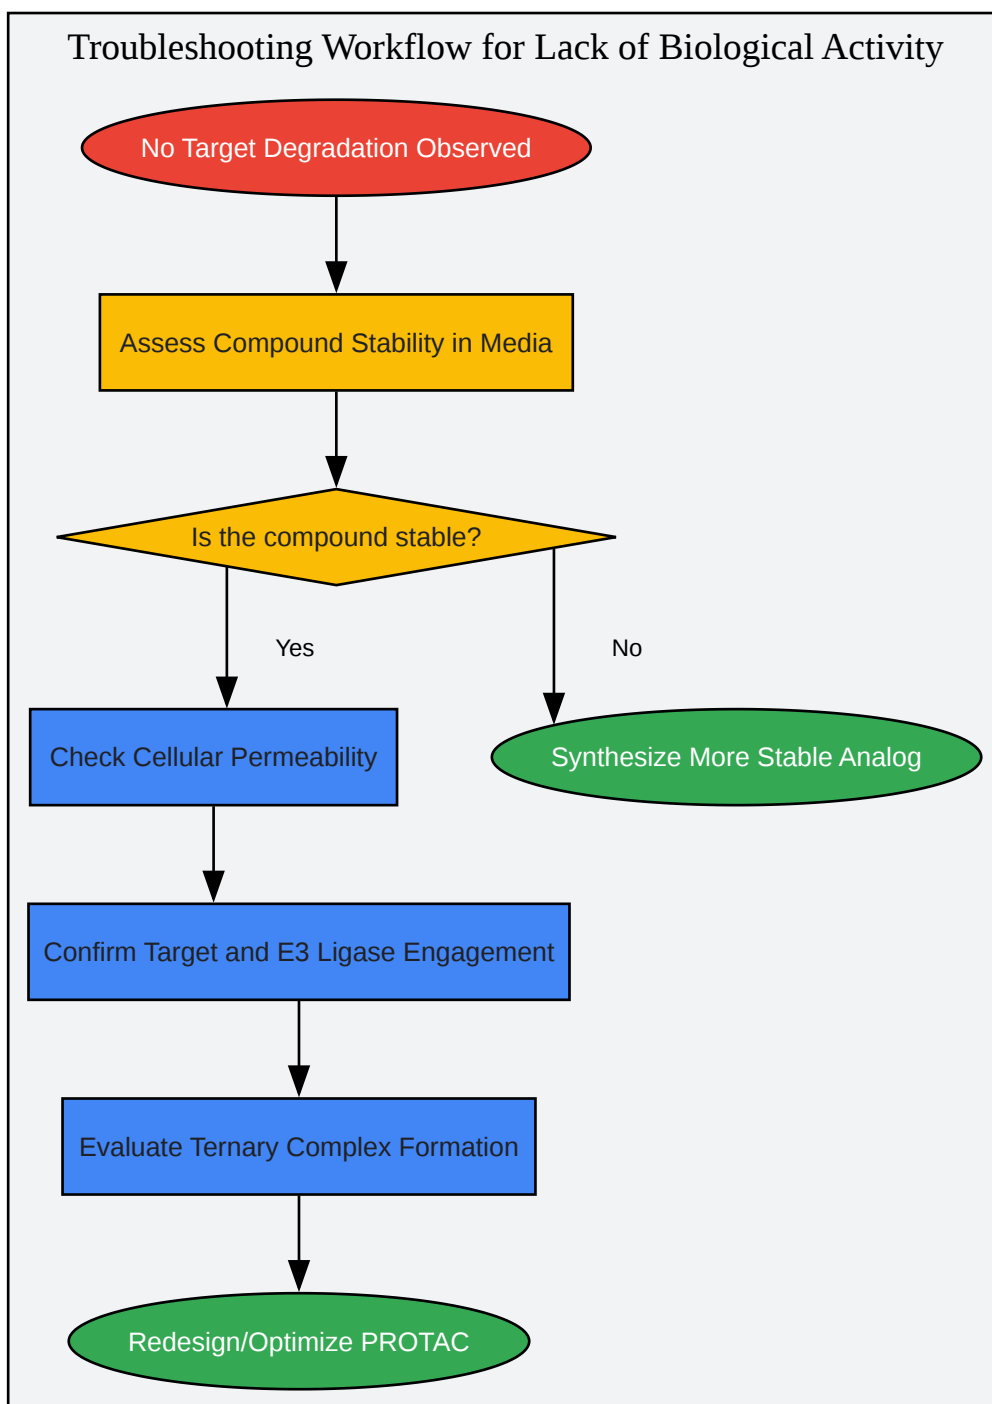 Troubleshooting Workflow for Lack of Biological Activity
No Target Degradation Observed
Assess Compound Stability in Media
Is the compound stable?
Yes
No
Check Cellular Permeability
Synthesize More Stable Analog
Confirm Target and E3 Ligase Engagement
Evaluate Ternary Complex Formation
Redesign/Optimize PROTAC